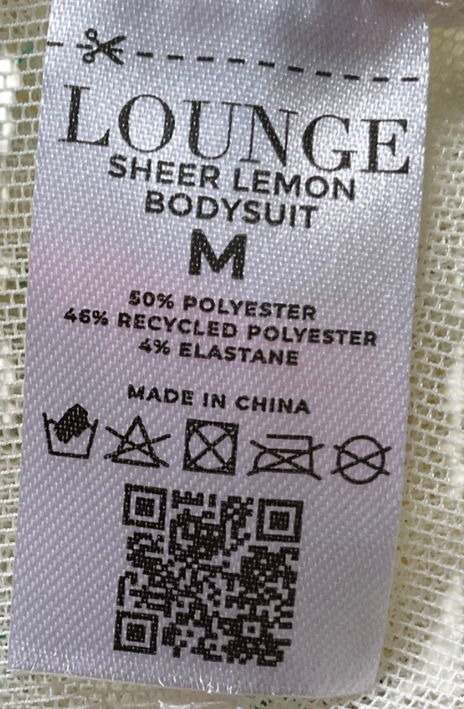 LOUNGE
SHEER LEMON
BODYSUIT
M
50% POLYESTER
46% RECYCLED POLYESTER
4% ELASTANE
MADE IN CHINA